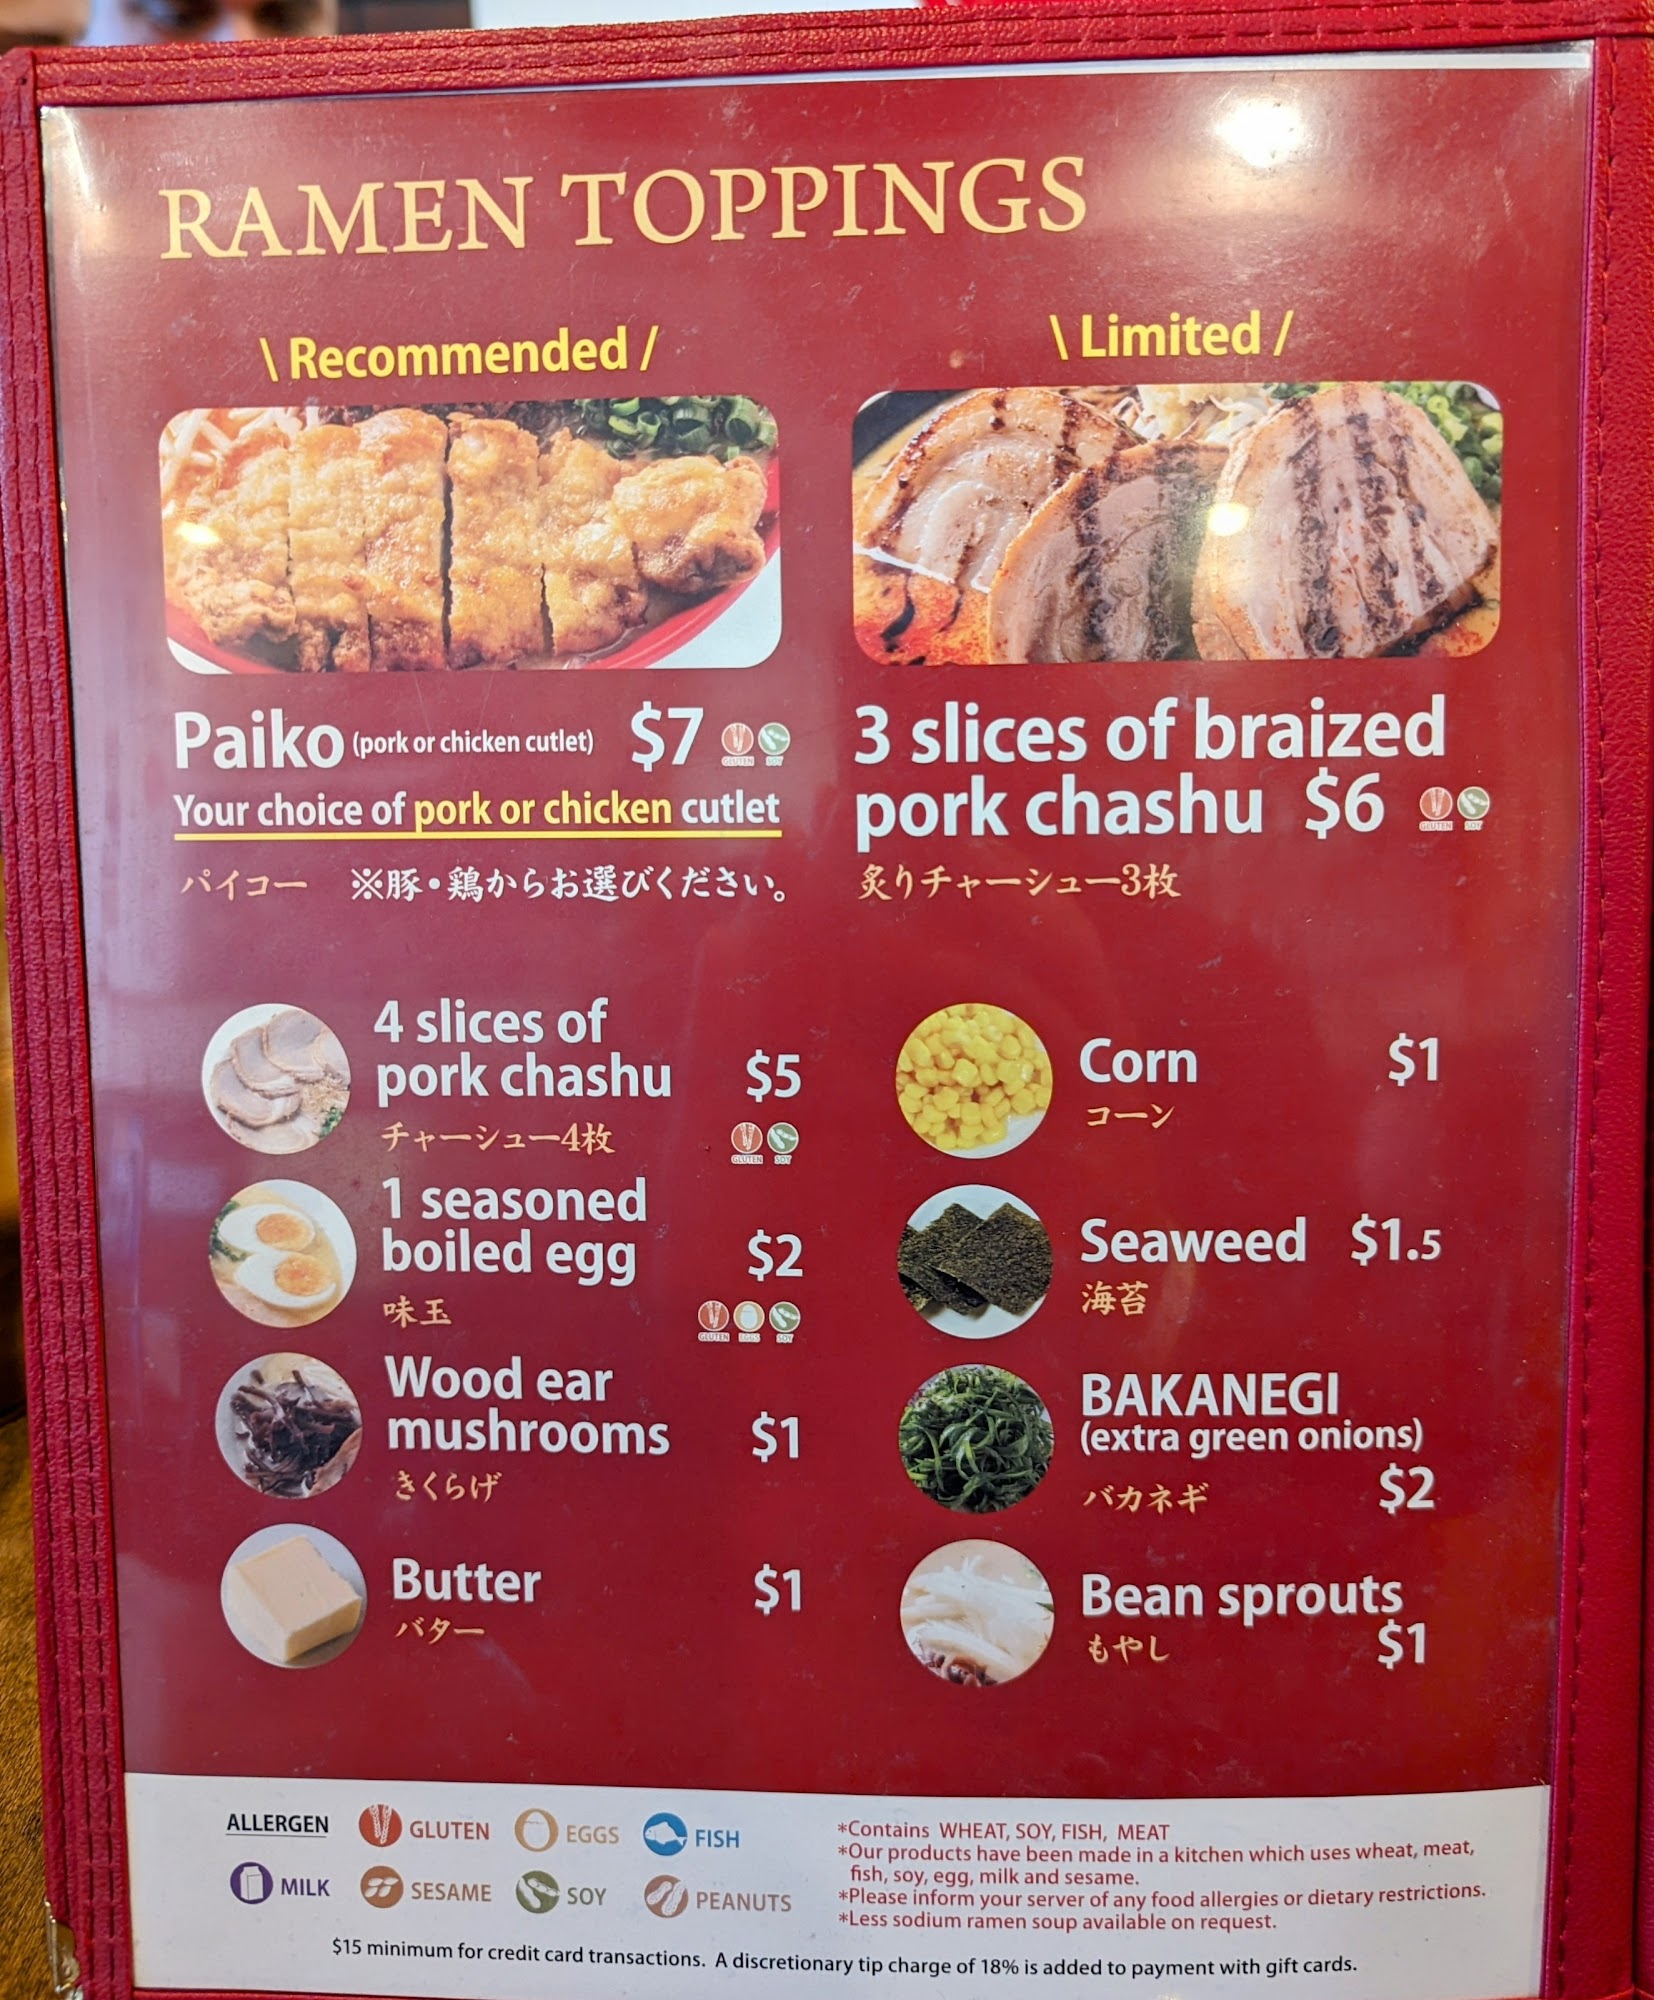 RAMEN TOPPINGS
\ Recommended /
Paiko (pork or chicken cutlet) $7
GLUTEN SOY
Your choice of pork or chicken cutlet
パイコー ※豚・鶏からお選びください。
\ Limited /
3 slices of braized
pork chashu $6
GLUTEN SOY
炙りチャーシュー3枚
4 slices of
pork chashu $5
チャーシュー4枚
GLUTEN SOY
1 seasoned
boiled egg $2
味玉
GLUTEN EGGS SOY
Wood ear
mushrooms $1
きくらげ
Butter $1
バター
Corn $1
コーン
Seaweed $1.5
海苔
BAKANEGI
(extra green onions)
バカネギ $2
Bean sprouts
もやし $1
ALLERGEN GLUTEN EGGS FISH
MILK SESAME SOY PEANUTS
*Contains WHEAT, SOY, FISH, MEAT
*Our products have been made in a kitchen which uses wheat, meat,
fish, soy, egg, milk and sesame.
*Please inform your server of any food allergies or dietary restrictions.
*Less sodium ramen soup available on request.
$15 minimum for credit card transactions. A discretionary tip charge of 18% is added to payment with gift cards.